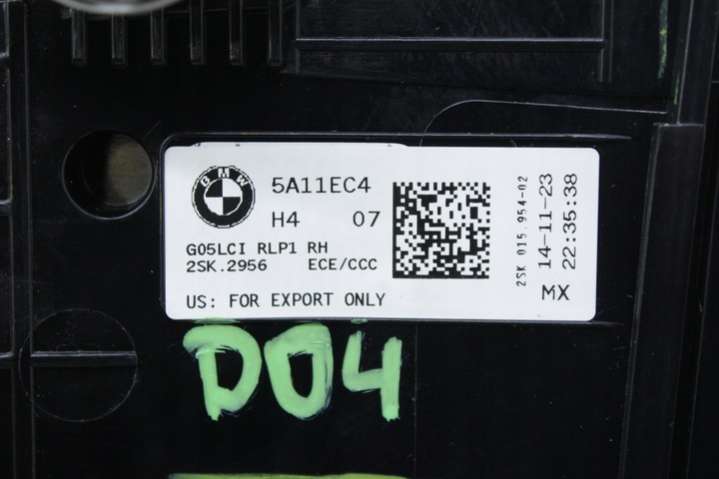 BMW
5A11EC4
H4 07
G05LCI RLP1 RH
2SK.2956 ECE/CCC
US: FOR EXPORT ONLY
2SK 015.954-02
14-11-23
22:35:38
MX
D04